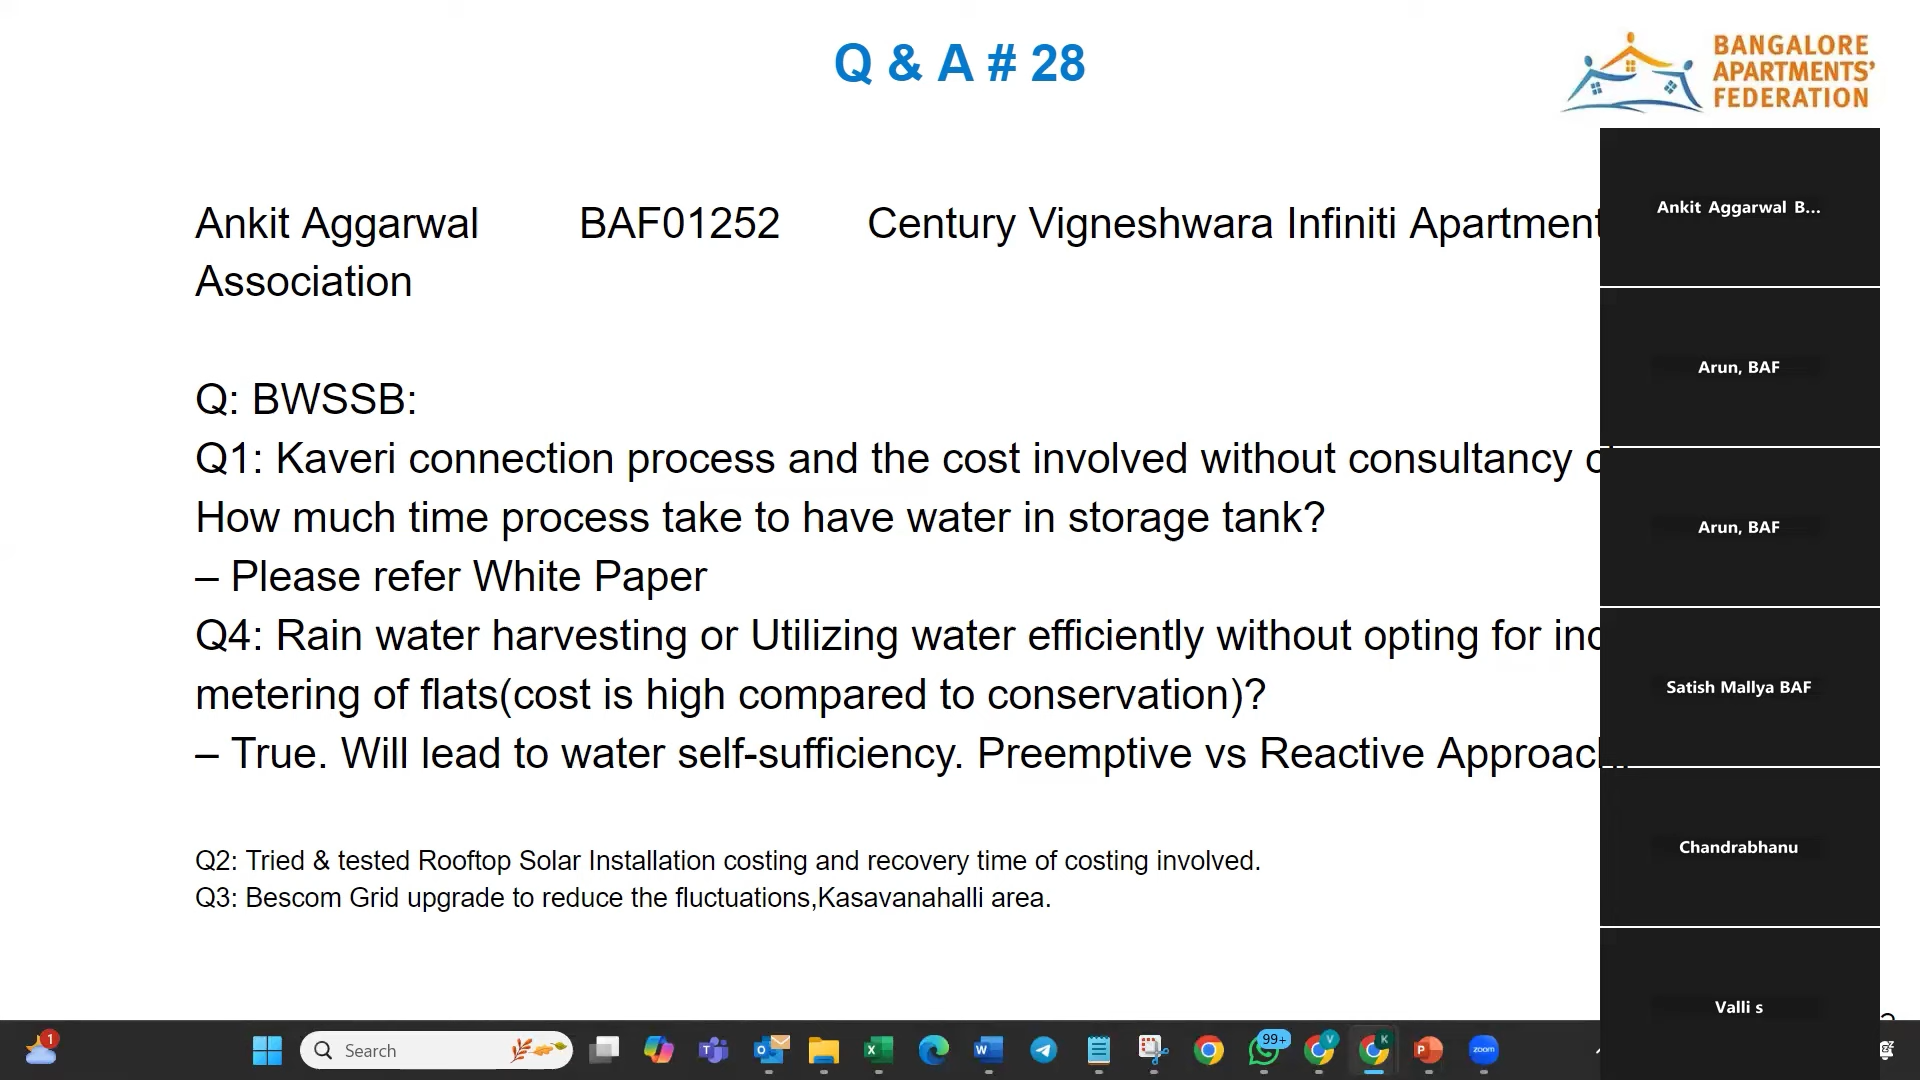 Q & A # 28
BANGALORE
APARTMENTS’
FEDERATION
Ankit Aggarwal BAF01252 Century Vigneshwara Infiniti Apartment
Association
Q: BWSSB:
Q1: Kaveri connection process and the cost involved without consultancy
How much time process take to have water in storage tank?
– Please refer White Paper
Q4: Rain water harvesting or Utilizing water efficiently without opting for
metering of flats(cost is high compared to conservation)?
– True. Will lead to water self-sufficiency. Preemptive vs Reactive Approach
Q2: Tried & tested Rooftop Solar Installation costing and recovery time of costing involved.
Q3: Bescom Grid upgrade to reduce the fluctuations,Kasavanahalli area.
Ankit Aggarwal B...
Arun, BAF
Arun, BAF
Satish Mallya BAF
Chandrabhanu
Valli s
1
Search
99+
V
K
zoom